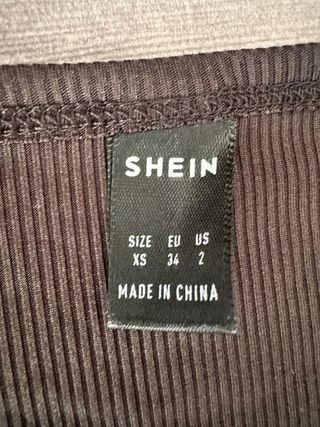 SHEIN
SIZE EU US
XS 34 2
MADE IN CHINA